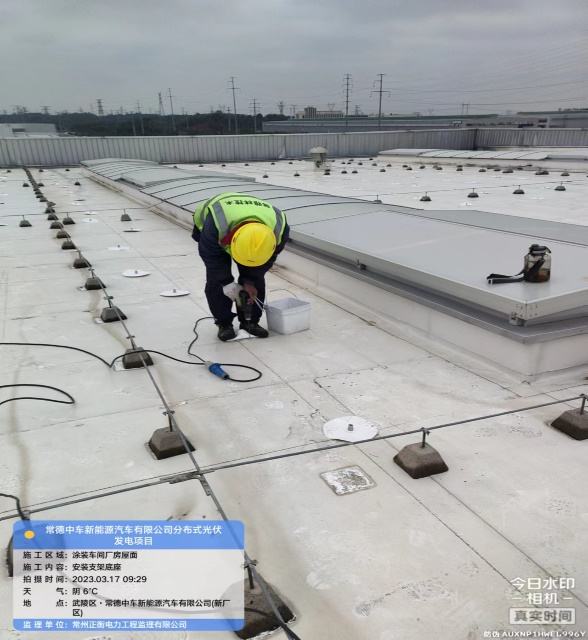 常德中车新能源汽车有限公司分布式光伏
发电项目
施工区域：涂装车间厂房屋面
施工内容：安装支架底座
拍摄时间：2023.03.17 09:29
天 气：阴 6℃
地 点：武陵区·常德中车新能源汽车有限公司(新厂
区)
监理单位：常州正衡电力工程监理有限公司
今日水印
相机
真实时间
防伪 AUXNP1HWEL996Y